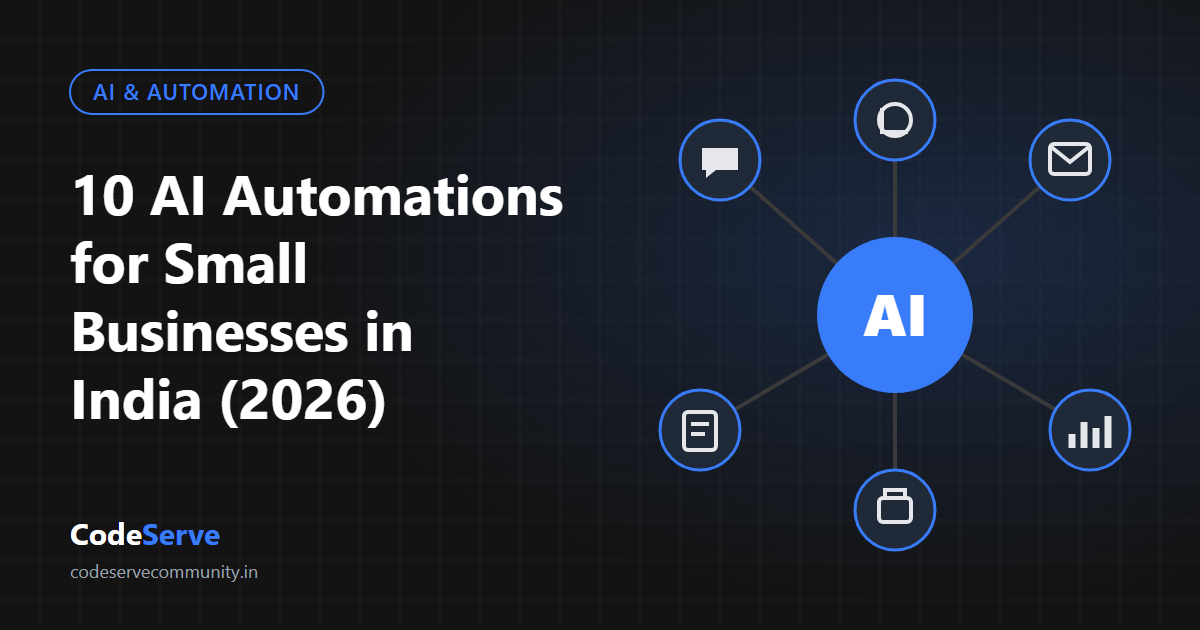 AI & AUTOMATION
10 AI Automations
for Small
Businesses in
India (2026)
AI
CodeServe
codeservecommunity.in